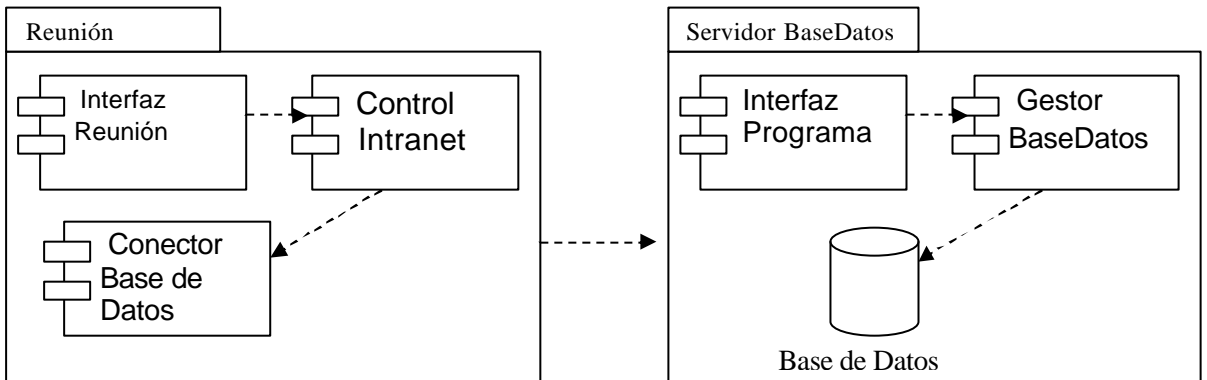 Reunión
Interfaz
Reunión
Control
Intranet
Conector
Base de
Datos
Servidor BaseDatos
Interfaz
Programa
Gestor
BaseDatos
Base de Datos